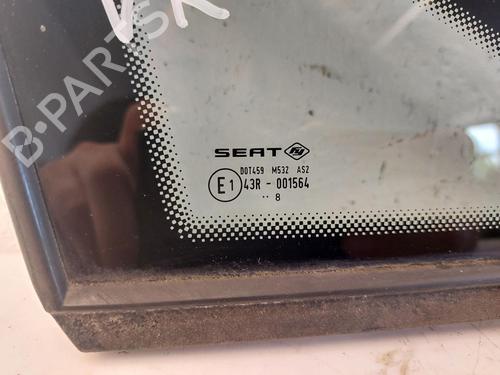 B-PARTS
SEAT
DOT459 M532 AS2
E1 43R - 001564
·· 8